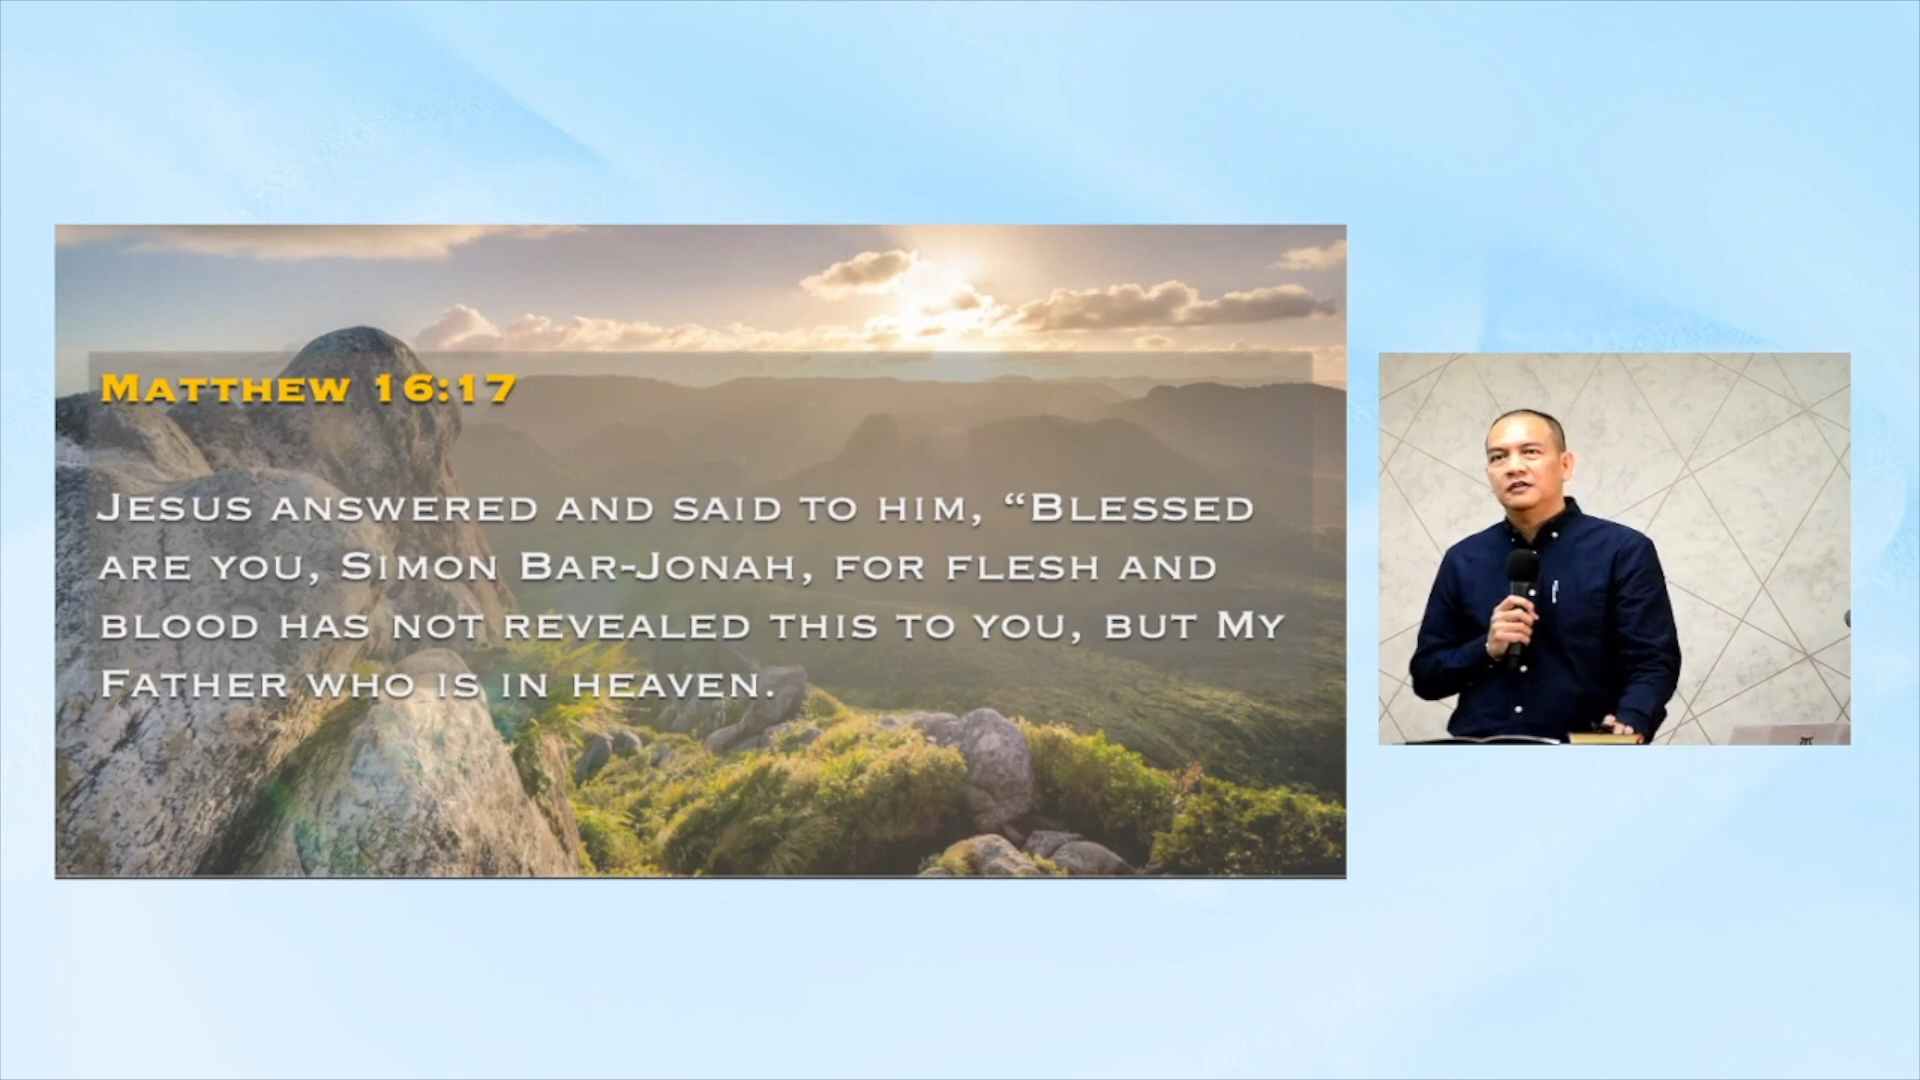 Matthew 16:17
Jesus answered and said to him, “Blessed
are you, Simon Bar-Jonah, for flesh and
blood has not revealed this to you, but My
Father who is in heaven.